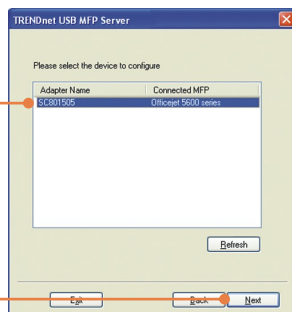 TRENDnet USB MFP Server
Please select the device to configure
Adapter Name Connected MFP
SC801505 Officejet 5600 series
Refresh
Exit Back Next